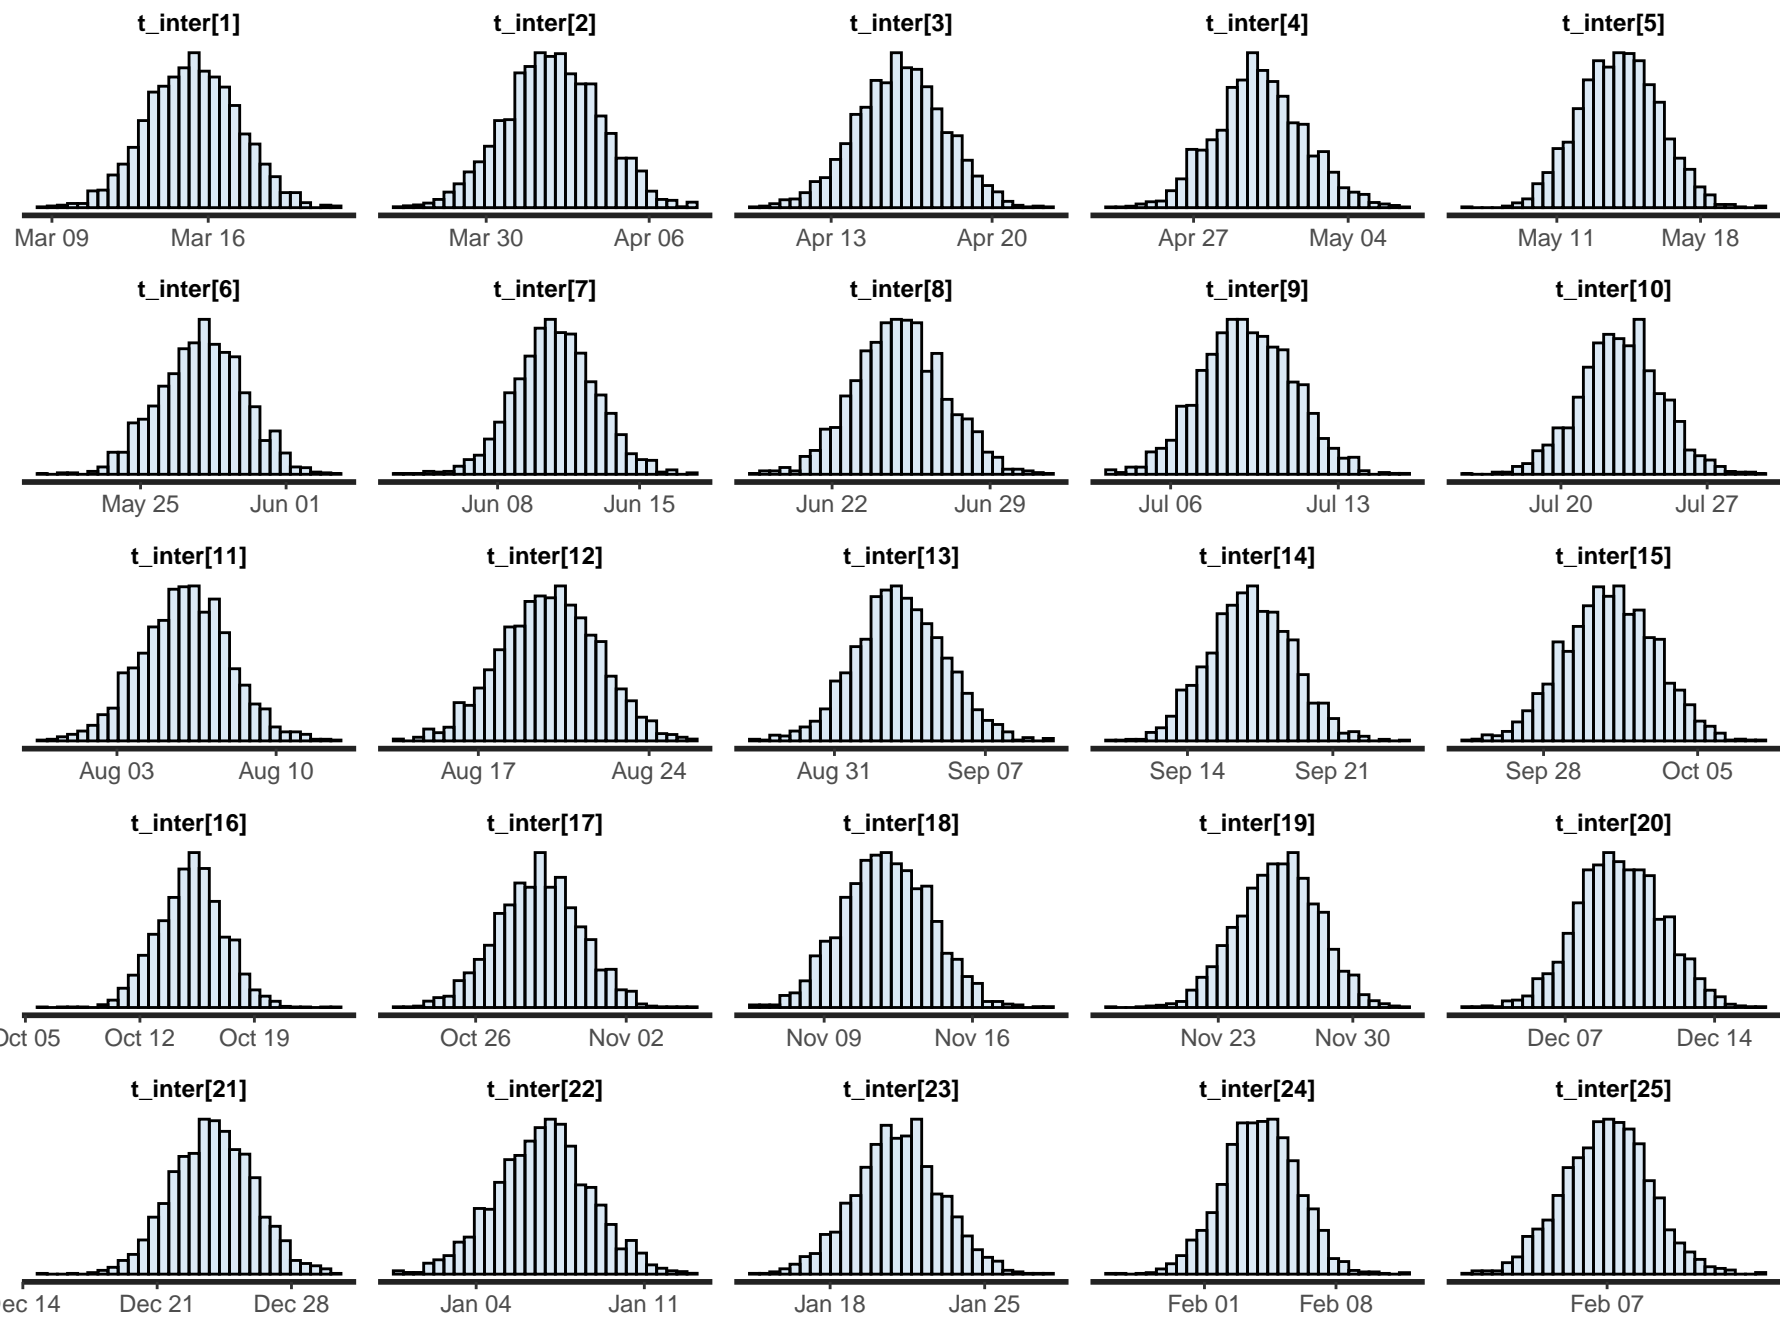 t_inter[1] t_inter[2] t_inter[3] t_inter[4] t_inter[5]
Mar 09 Mar 16 Mar 30 Apr 06 Apr 13 Apr 20 Apr 27 May 04 May 11 May 18
t_inter[6] t_inter[7] t_inter[8] t_inter[9] t_inter[10]
May 25 Jun 01 Jun 08 Jun 15 Jun 22 Jun 29 Jul 06 Jul 13 Jul 20 Jul 27
t_inter[11] t_inter[12] t_inter[13] t_inter[14] t_inter[15]
Aug 03 Aug 10 Aug 17 Aug 24 Aug 31 Sep 07 Sep 14 Sep 21 Sep 28 Oct 05
t_inter[16] t_inter[17] t_inter[18] t_inter[19] t_inter[20]
Oct 05 Oct 12 Oct 19 Oct 26 Nov 02 Nov 09 Nov 16 Nov 23 Nov 30 Dec 07 Dec 14
t_inter[21] t_inter[22] t_inter[23] t_inter[24] t_inter[25]
ec 14 Dec 21 Dec 28 Jan 04 Jan 11 Jan 18 Jan 25 Feb 01 Feb 08 Feb 07